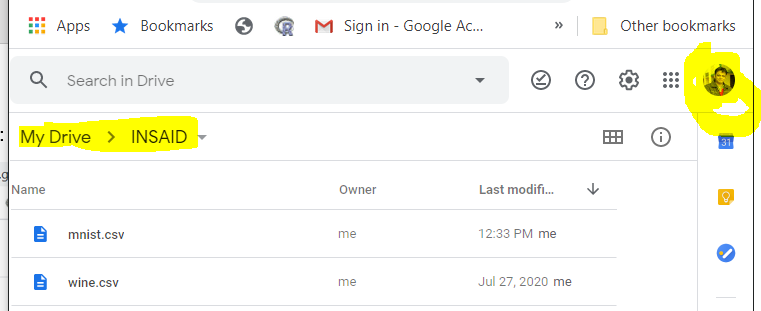 Apps Bookmarks Sign in - Google Ac... » Other bookmarks
Search in Drive
:
My Drive > INSAID
31
.g
Name Owner Last modifi...
mnist.csv me 12:33 PM me
wine.csv me Jul 27, 2020 me